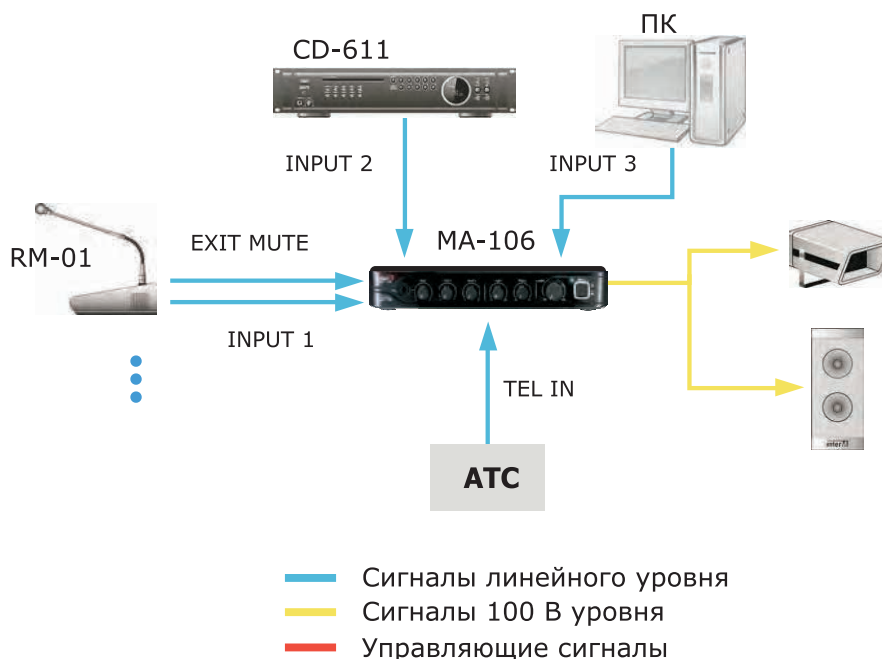 CD-611
ПК
INPUT 2
INPUT 3
EXIT MUTE
MA-106
RM-01
INPUT 1
TEL IN
АТС
Сигналы линейного уровня
Сигналы 100 В уровня
Управляющие сигналы